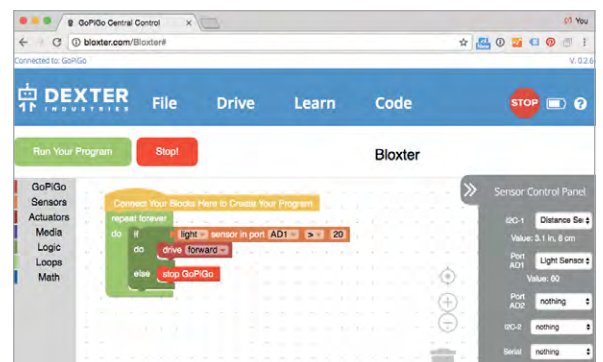 GoPiGo Central Control
You
bloxter.com/Bloxter#
Connected to: GoPiGo
V. 0.2.6
DEXTER
INDUSTRIES
File Drive Learn Code
STOP
Run Your Program Stop!
Bloxter
GoPiGo
Sensors
Actuators
Media
Logic
Loops
Math
Connect Your Blocks Here to Create Your Program
repeat forever
do if light sensor in port AD1 > 20
do drive forward
else stop GoPiGo
Sensor Control Panel
I2C-1 Distance Sen
Value: 3.1 in, 8 cm
Port
AD1 Light Sensor
Value: 60
Port
AD2 nothing
I2C-2 nothing
Serial nothing